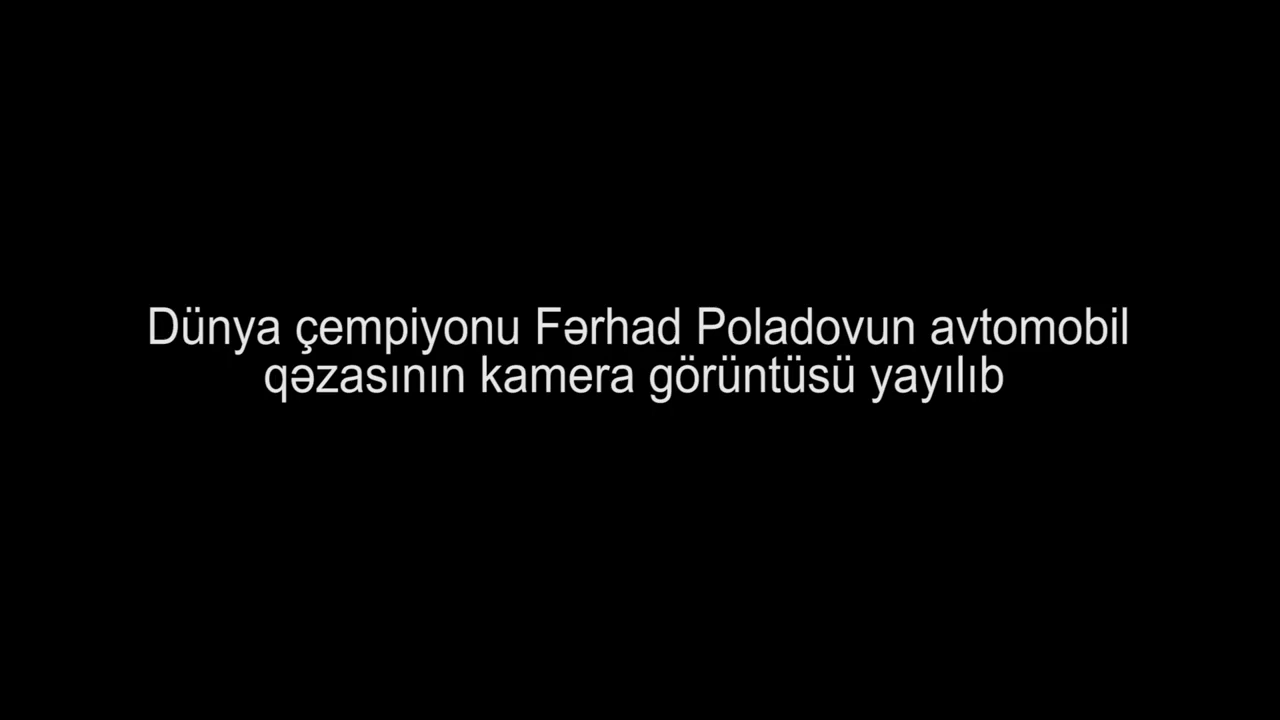 Dünya çempiyonu Fərhad Poladovun avtomobil
qəzasının kamera görüntüsü yayılıb